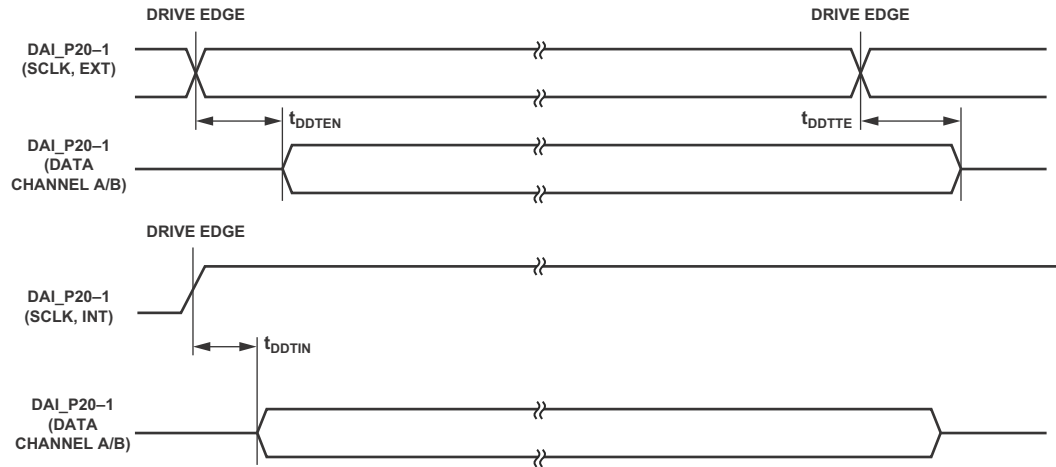 DRIVE EDGE
DRIVE EDGE
DAI_P20–1
(SCLK, EXT)
tDDTEN
tDDTTE
DAI_P20–1
(DATA
CHANNEL A/B)
DRIVE EDGE
DAI_P20–1
(SCLK, INT)
tDDTIN
DAI_P20–1
(DATA
CHANNEL A/B)